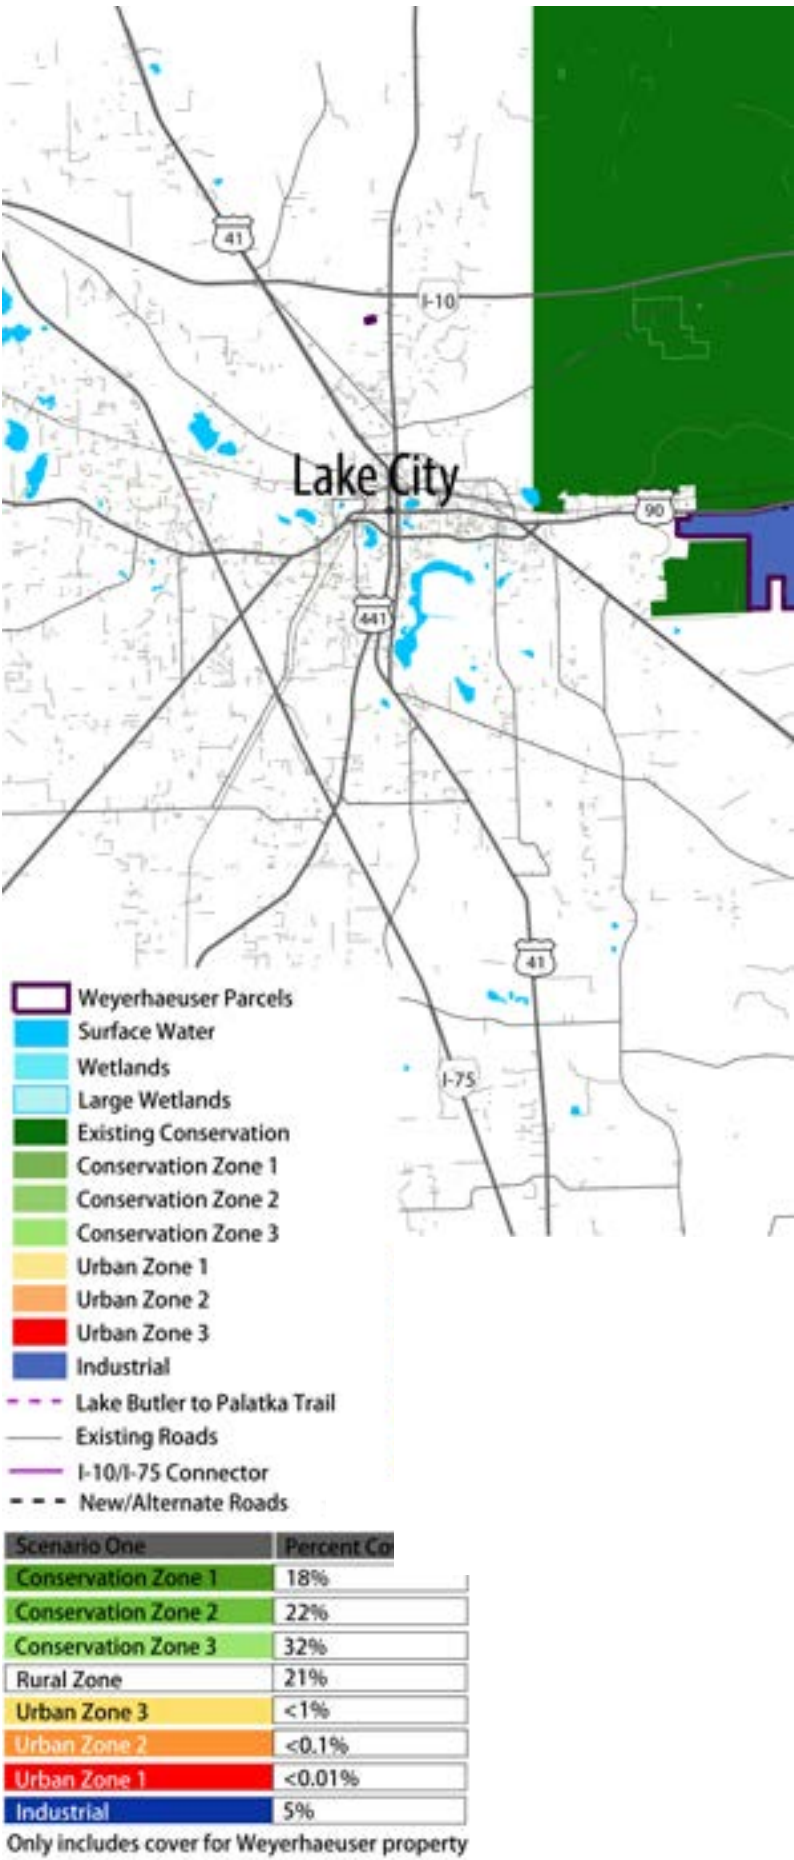 41
I-10
Lake City
90
441
41
I-75
Weyerhaeuser Parcels
Surface Water
Wetlands
Large Wetlands
Existing Conservation
Conservation Zone 1
Conservation Zone 2
Conservation Zone 3
Urban Zone 1
Urban Zone 2
Urban Zone 3
Industrial
Lake Butler to Palatka Trail
Existing Roads
I-10/I-75 Connector
New/Alternate Roads
Scenario One Percent Co
Conservation Zone 1 18%
Conservation Zone 2 22%
Conservation Zone 3 32%
Rural Zone 21%
Urban Zone 3 <1%
Urban Zone 2 <0.1%
Urban Zone 1 <0.01%
Industrial 5%
Only includes cover for Weyerhaeuser property